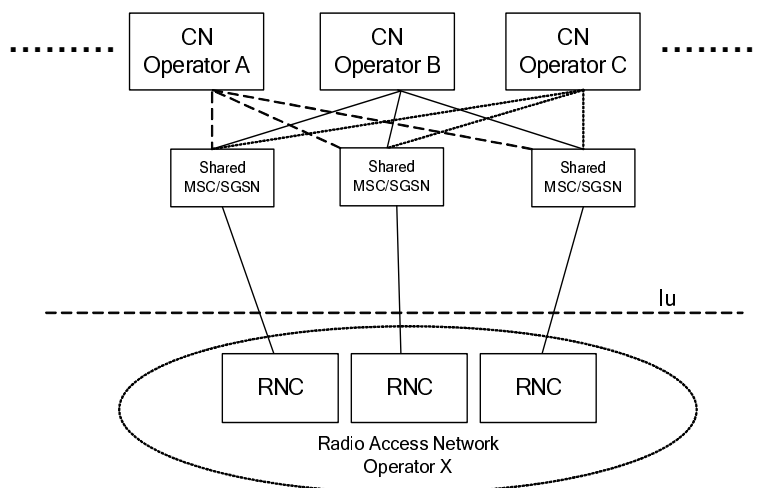 CN
Operator A
CN
Operator B
CN
Operator C
Shared
MSC/SGSN
Shared
MSC/SGSN
Shared
MSC/SGSN
Iu
RNC
RNC
RNC
Radio Access Network
Operator X